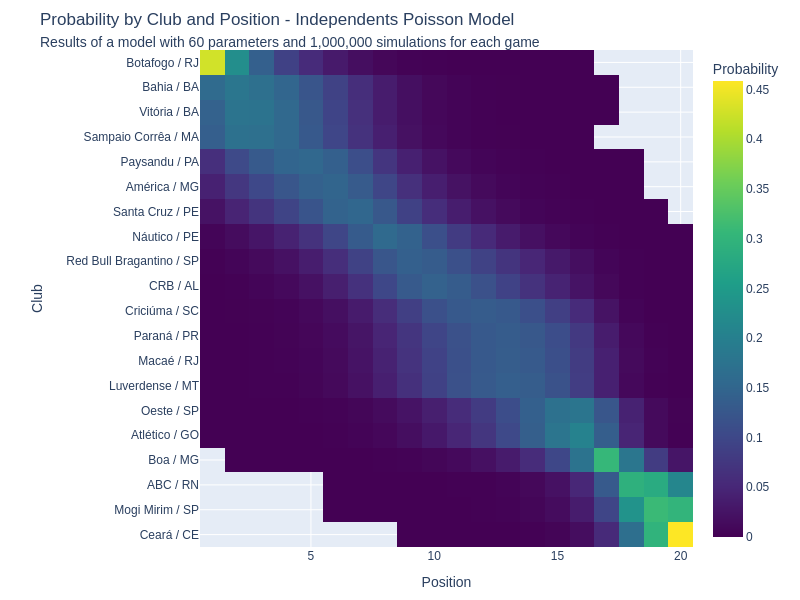 Probability by Club and Position - Independents Poisson Model
Results of a model with 60 parameters and 1,000,000 simulations for each game
Probability
Botafogo / RJ
Bahia / BA
Vitória / BA
Sampaio Corrêa / MA
Paysandu / PA
América / MG
Santa Cruz / PE
Náutico / PE
Red Bull Bragantino / SP
CRB / AL
Criciúma / SC
Paraná / PR
Macaé / RJ
Luverdense / MT
Oeste / SP
Atlético / GO
Boa / MG
ABC / RN
Mogi Mirim / SP
Ceará / CE
Club
5
10
15
20
Position
0.45
0.4
0.35
0.3
0.25
0.2
0.15
0.1
0.05
0